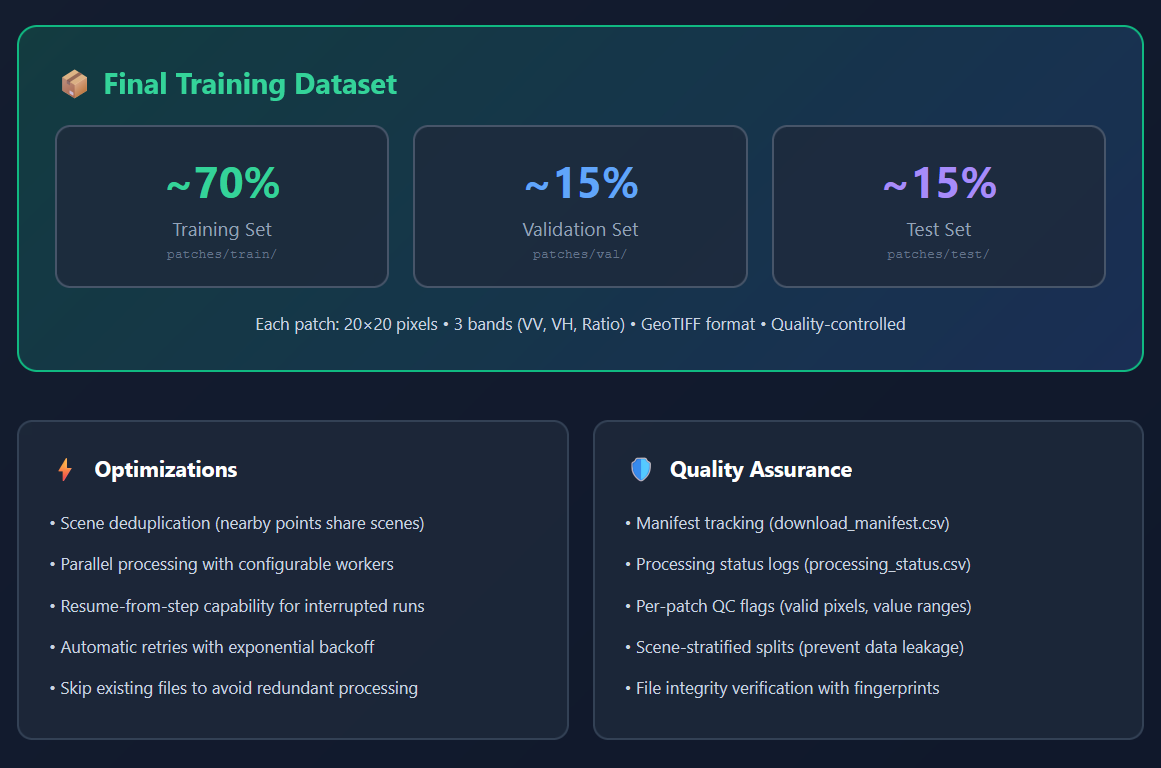 Final Training Dataset
~70%
Training Set
patches/train/
~15%
Validation Set
patches/val/
~15%
Test Set
patches/test/
Each patch: 20×20 pixels • 3 bands (VV, VH, Ratio) • GeoTIFF format • Quality-controlled
Optimizations
• Scene deduplication (nearby points share scenes)
• Parallel processing with configurable workers
• Resume-from-step capability for interrupted runs
• Automatic retries with exponential backoff
• Skip existing files to avoid redundant processing
Quality Assurance
• Manifest tracking (download_manifest.csv)
• Processing status logs (processing_status.csv)
• Per-patch QC flags (valid pixels, value ranges)
• Scene-stratified splits (prevent data leakage)
• File integrity verification with fingerprints